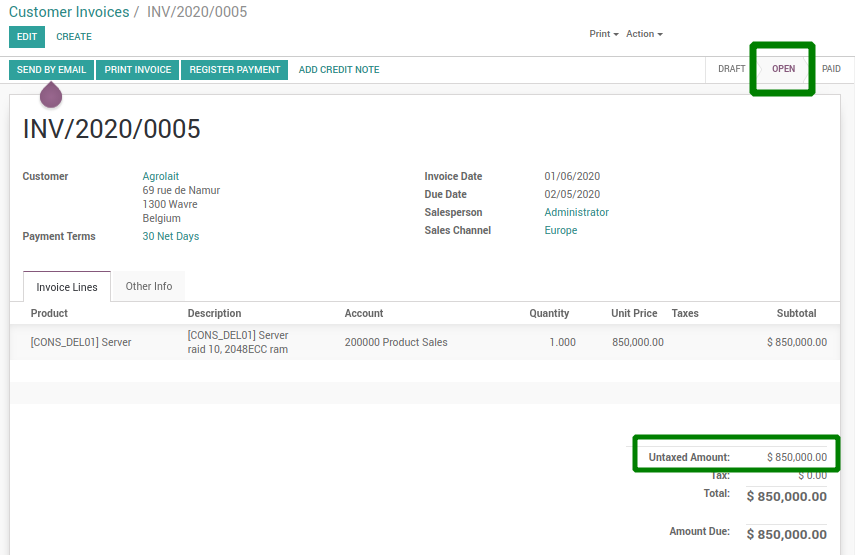 Customer Invoices / INV/2020/0005
EDIT CREATE Print Action
SEND BY EMAIL PRINT INVOICE REGISTER PAYMENT ADD CREDIT NOTE DRAFT OPEN PAID
INV/2020/0005
Customer Agrolait Invoice Date 01/06/2020
69 rue de Namur
1300 Wavre Due Date 02/05/2020
Belgium Salesperson Administrator
Payment Terms 30 Net Days Sales Channel Europe
Invoice Lines Other Info
Product Description Account Quantity Unit Price Taxes Subtotal
[CONS_DEL01] Server [CONS_DEL01] Server 200000 Product Sales 1.000 850,000.00 $ 850,000.00
raid 10, 2048ECC ram
Untaxed Amount: $ 850,000.00
Tax: $ 0.00
Total: $ 850,000.00
Amount Due: $ 850,000.00